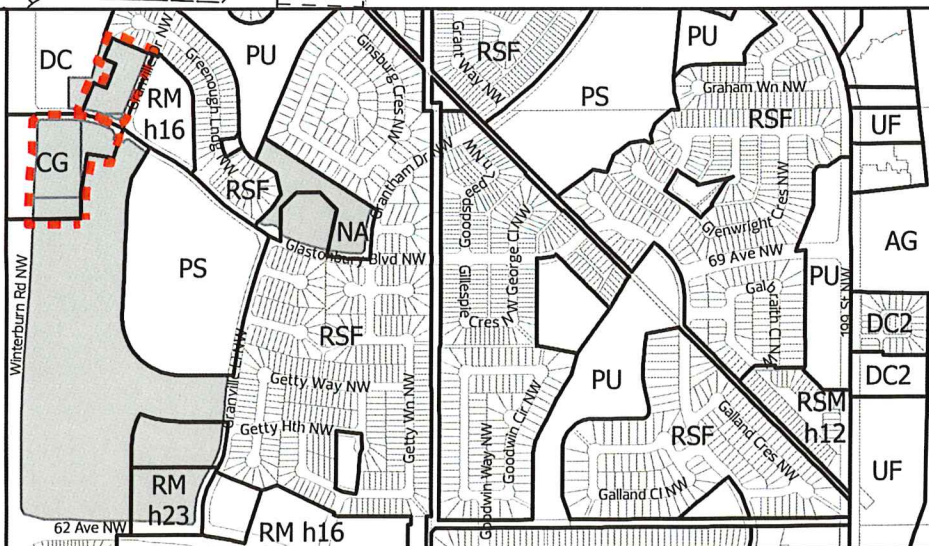 DC
Granville Dr NW
RM
h16
Greenough Lndg NW
PU
Ginsburg Cres NW
Grant Way NW
RSF
PS
PU
Graham Wn NW
RSF
UF
CG
RSF
Grantham Dr NW
NA
Goodspeed
NW
Glenwright
Cres NW
AG
PS
Glastonbury Blvd NW
George Cl NW
69 Ave NW
Winterburn Rd NW
RSF
Gillespie
Cres NW
Galbraith Cl NW
PU
199 St NW
DC2
Getty Way NW
DC2
Getty Hth NW
Getty Wn NW
PU
RSM
h12
RM
h23
Goodwin Way NW
Goodwin Cir NW
RSF
Galland Cres NW
UF
Galland Cl NW
62 Ave NW
RM h16